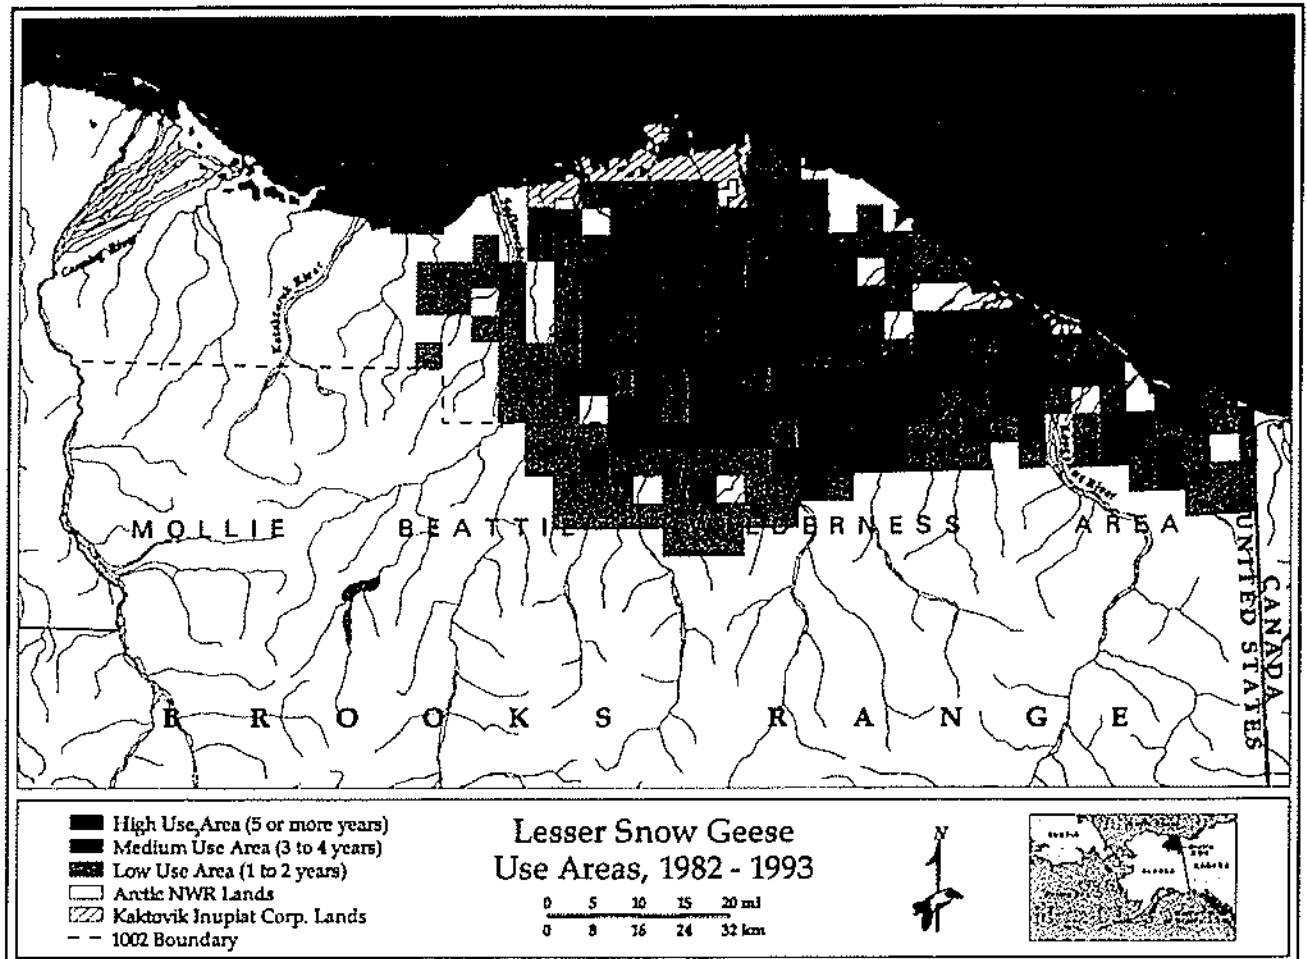 Canning River
Katakturuk River
MOLLIE BEATTIE WILDERNESS AREA
BROOKS RANGE
UNITED STATES
CANADA
High Use Area (5 or more years)
Medium Use Area (3 to 4 years)
Low Use Area (1 to 2 years)
Arctic NWR Lands
Kaktovik Inupiat Corp. Lands
1002 Boundary
Lesser Snow Geese
Use Areas, 1982 - 1993
0 5 10 15 20 mi
0 8 16 24 32 km
N
ALASKA
CANADA